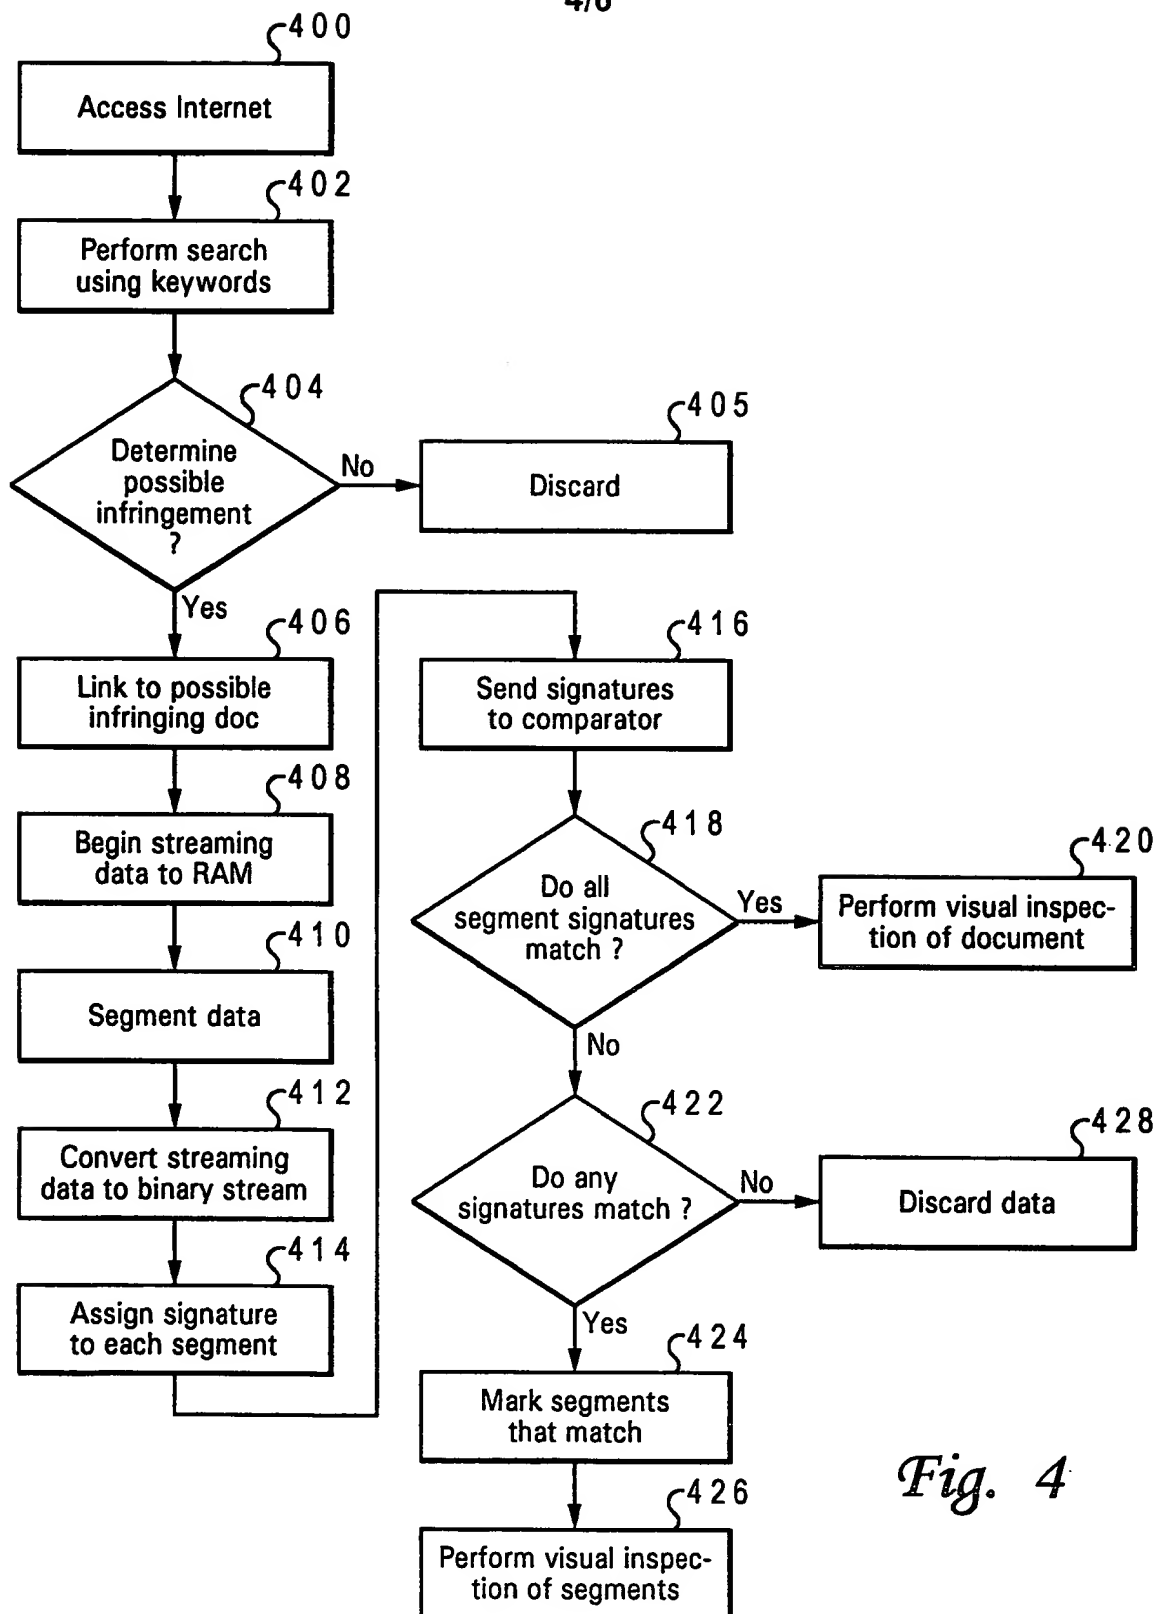 4/6
400
Access Internet
402
Perform search
using keywords
404
Determine
possible
infringement
?
No
405
Discard
Yes
406
Link to possible
infringing doc
408
Begin streaming
data to RAM
410
Segment data
412
Convert streaming
data to binary stream
414
Assign signature
to each segment
416
Send signatures
to comparator
418
Do all
segment signatures
match ?
Yes
420
Perform visual inspec-
tion of document
No
422
Do any
signatures match ?
No
428
Discard data
Yes
424
Mark segments
that match
426
Perform visual inspec-
tion of segments
Fig. 4